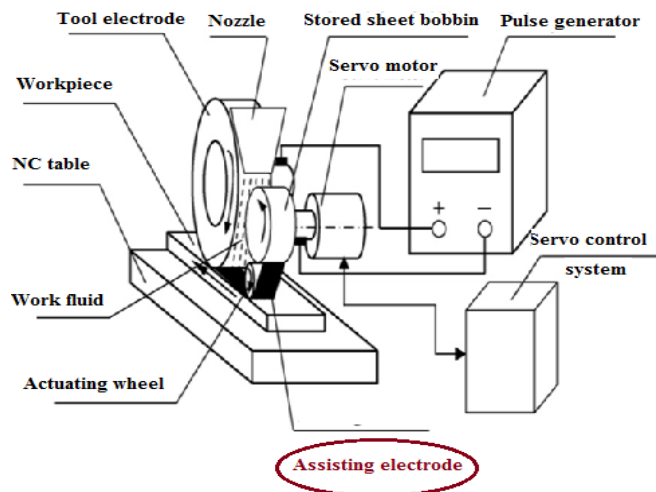 Tool electrode
Nozzle
Stored sheet bobbin
Pulse generator
Servo motor
Workpiece
NC table
+ −
Servo control
system
Work fluid
Actuating wheel
Assisting electrode